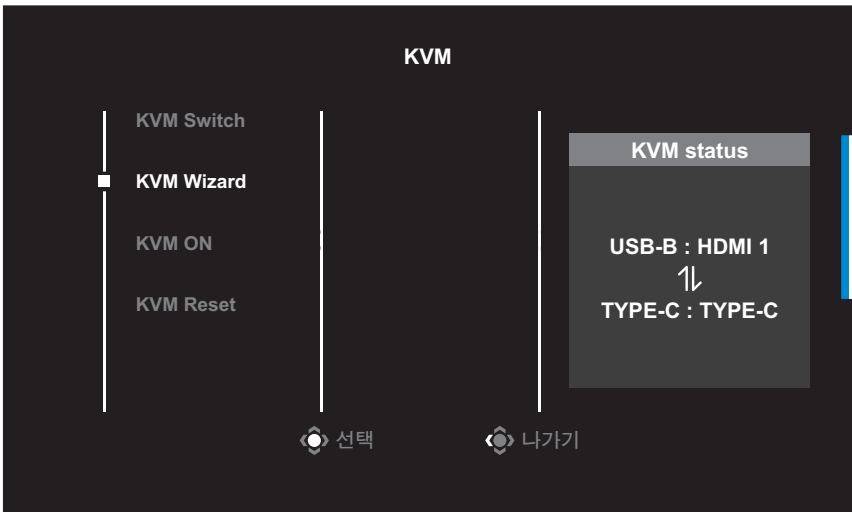 KVM
KVM Switch
KVM Wizard
KVM ON
KVM Reset
KVM status
USB-B : HDMI 1
TYPE-C : TYPE-C
선택
나가기